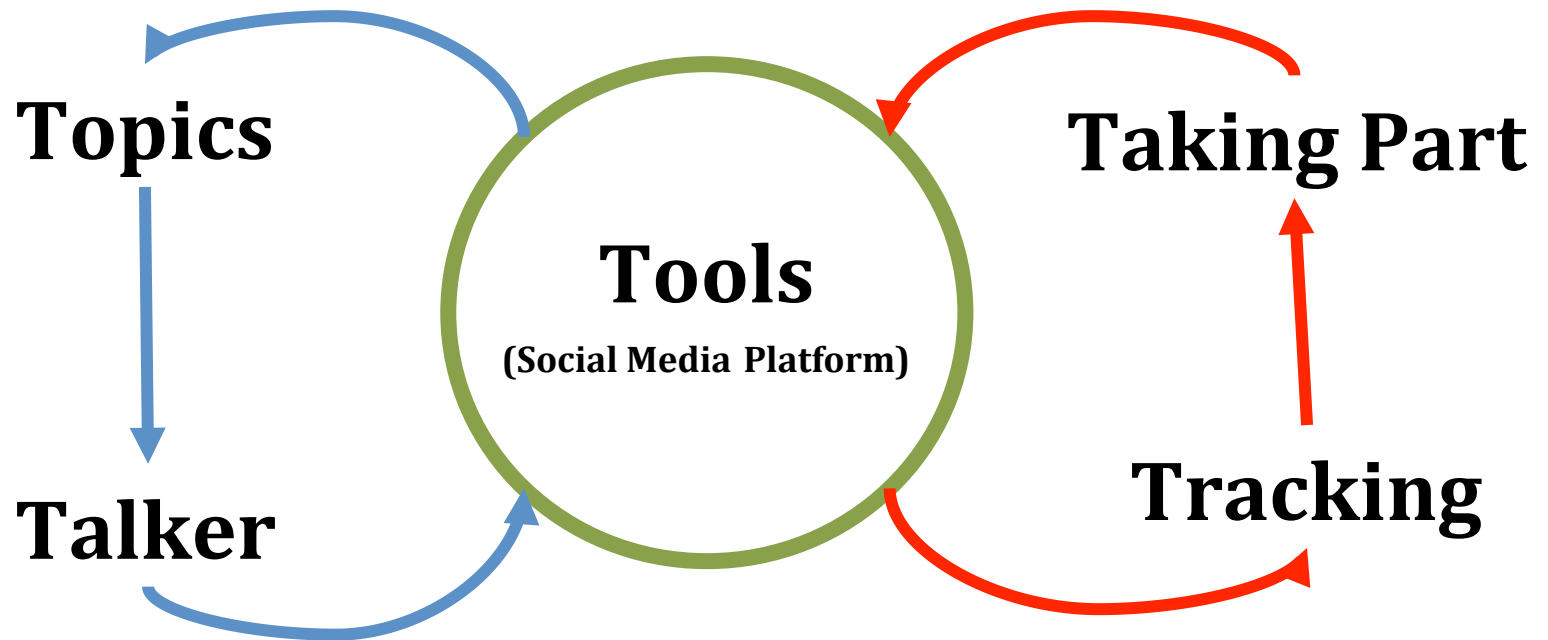 Topics
Taking Part
Tools
(Social Media Platform)
Talker
Tracking